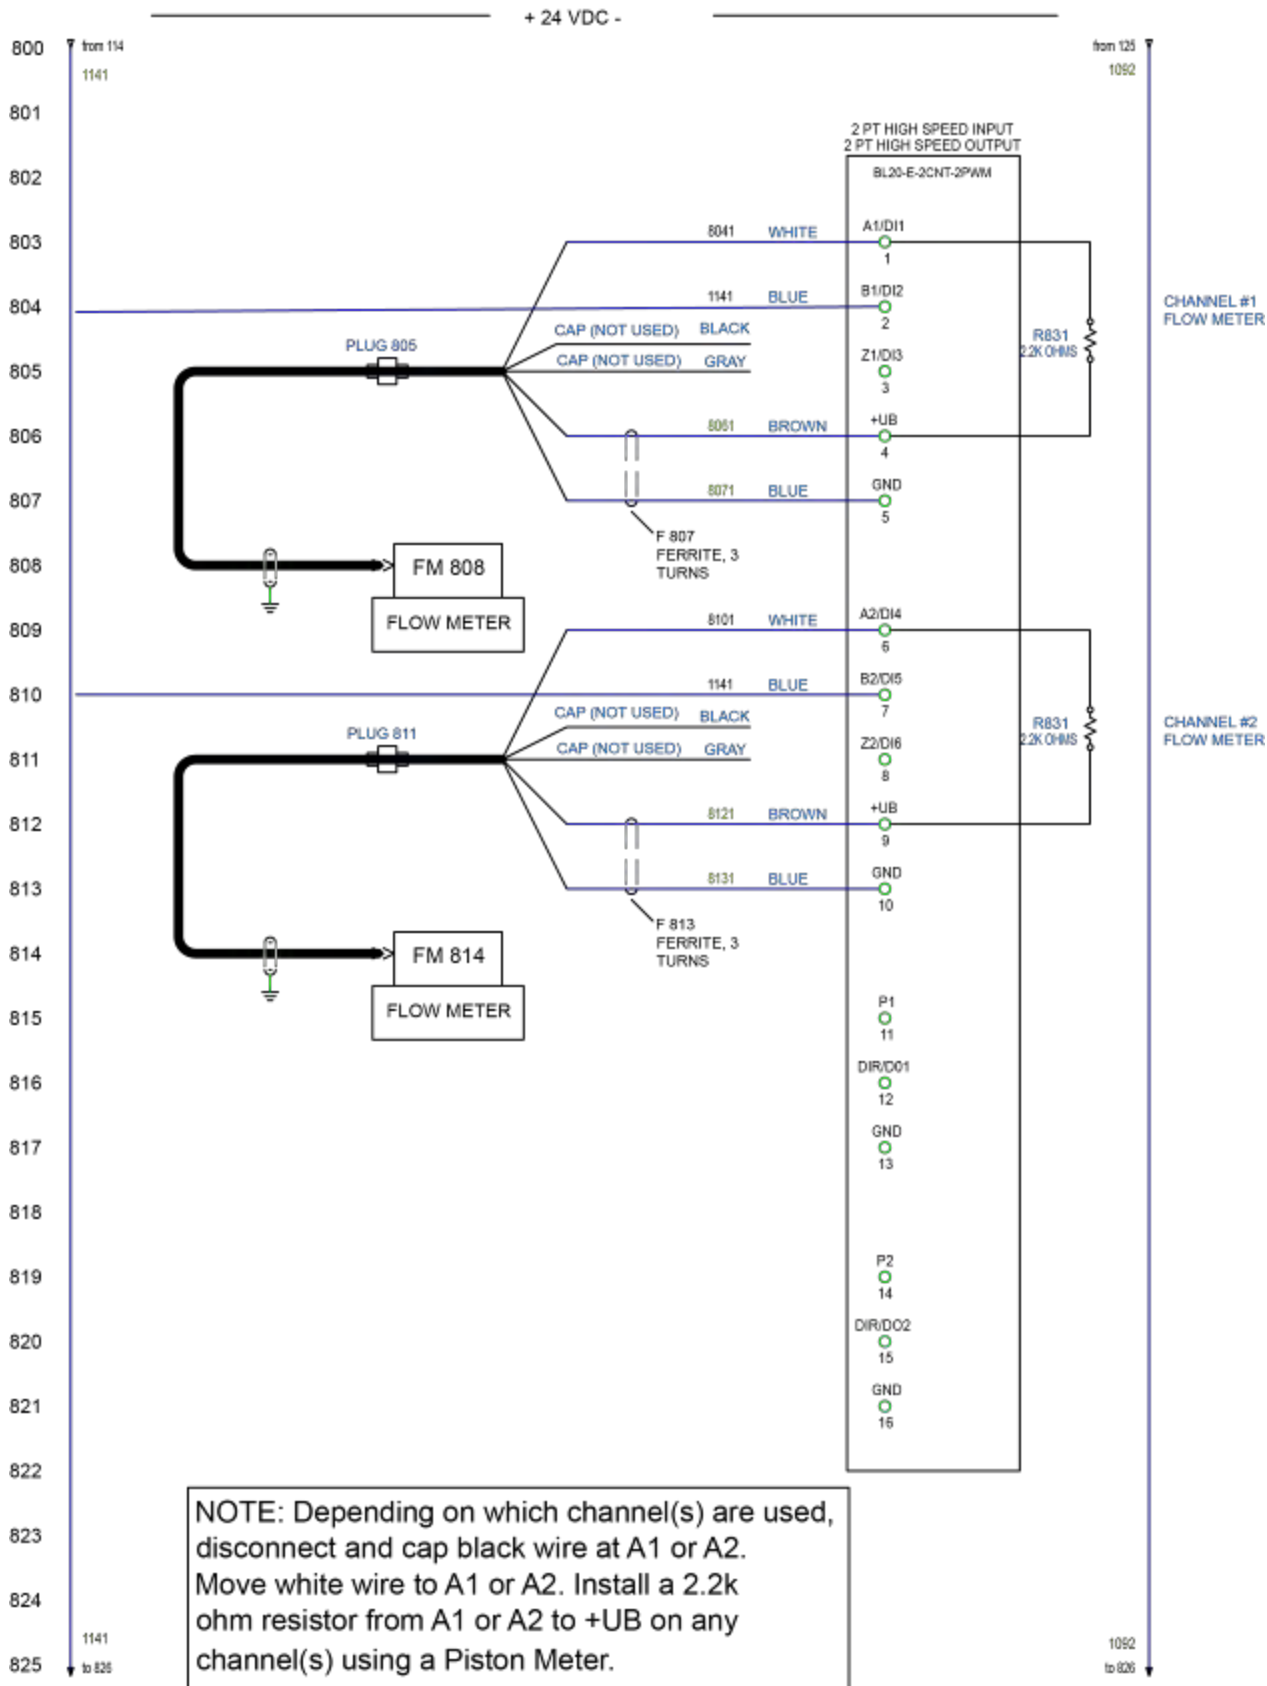 + 24 VDC -
800
from 114
from 125
1141
1092
801
2 PT HIGH SPEED INPUT
2 PT HIGH SPEED OUTPUT
802
BL20-E-2CNT-2PWM
803
8041
WHITE
A1/DI1
1
804
1141
BLUE
B1/DI2
2
CHANNEL #1
FLOW METER
CAP (NOT USED)
BLACK
R831
2.2K OHMS
PLUG 805
805
CAP (NOT USED)
GRAY
Z1/DI3
3
806
8061
BROWN
+UB
4
807
8071
BLUE
GND
5
F 807
FERRITE, 3
TURNS
808
FM 808
FLOW METER
809
8101
WHITE
A2/DI4
6
810
1141
BLUE
B2/DI5
7
CAP (NOT USED)
BLACK
R831
2.2K OHMS
CHANNEL #2
FLOW METER
PLUG 811
811
CAP (NOT USED)
GRAY
Z2/DI6
8
812
8121
BROWN
+UB
9
813
8131
BLUE
GND
10
F 813
FERRITE, 3
TURNS
814
FM 814
FLOW METER
815
P1
11
816
DIR/D01
12
817
GND
13
818
819
P2
14
820
DIR/DO2
15
821
GND
16
822
823
824
825
NOTE: Depending on which channel(s) are used,
disconnect and cap black wire at A1 or A2.
Move white wire to A1 or A2. Install a 2.2k
ohm resistor from A1 or A2 to +UB on any
channel(s) using a Piston Meter.
1141
to 826
1092
to 826